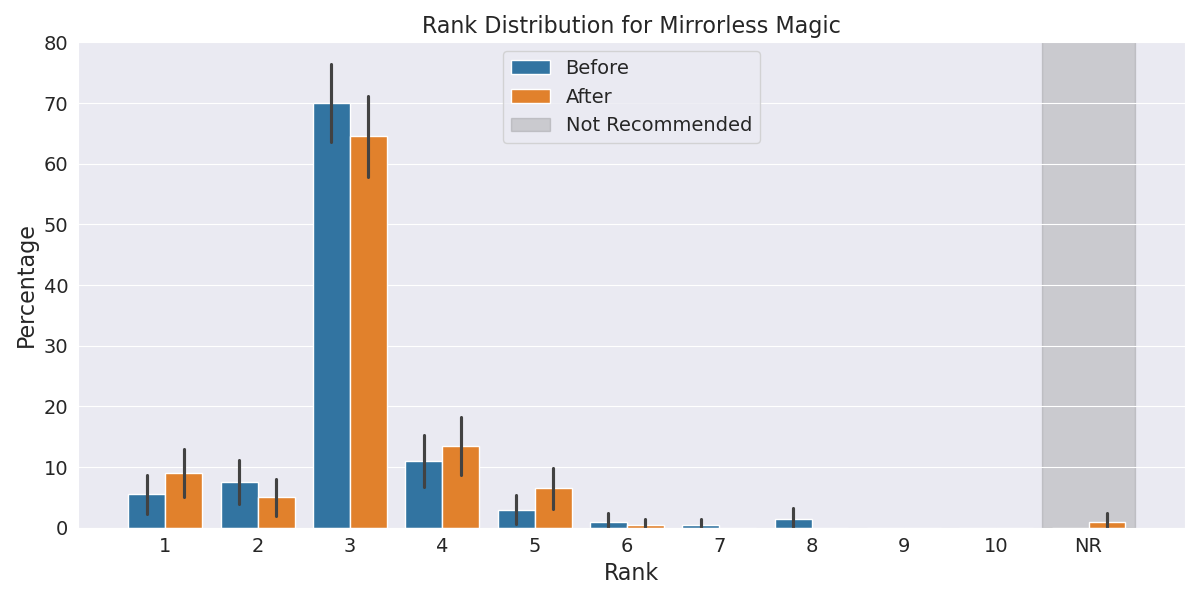 Rank Distribution for Mirrorless Magic
Before
After
Not Recommended
Percentage
80
70
60
50
40
30
20
10
0
1 2 3 4 5 6 7 8 9 10 NR
Rank